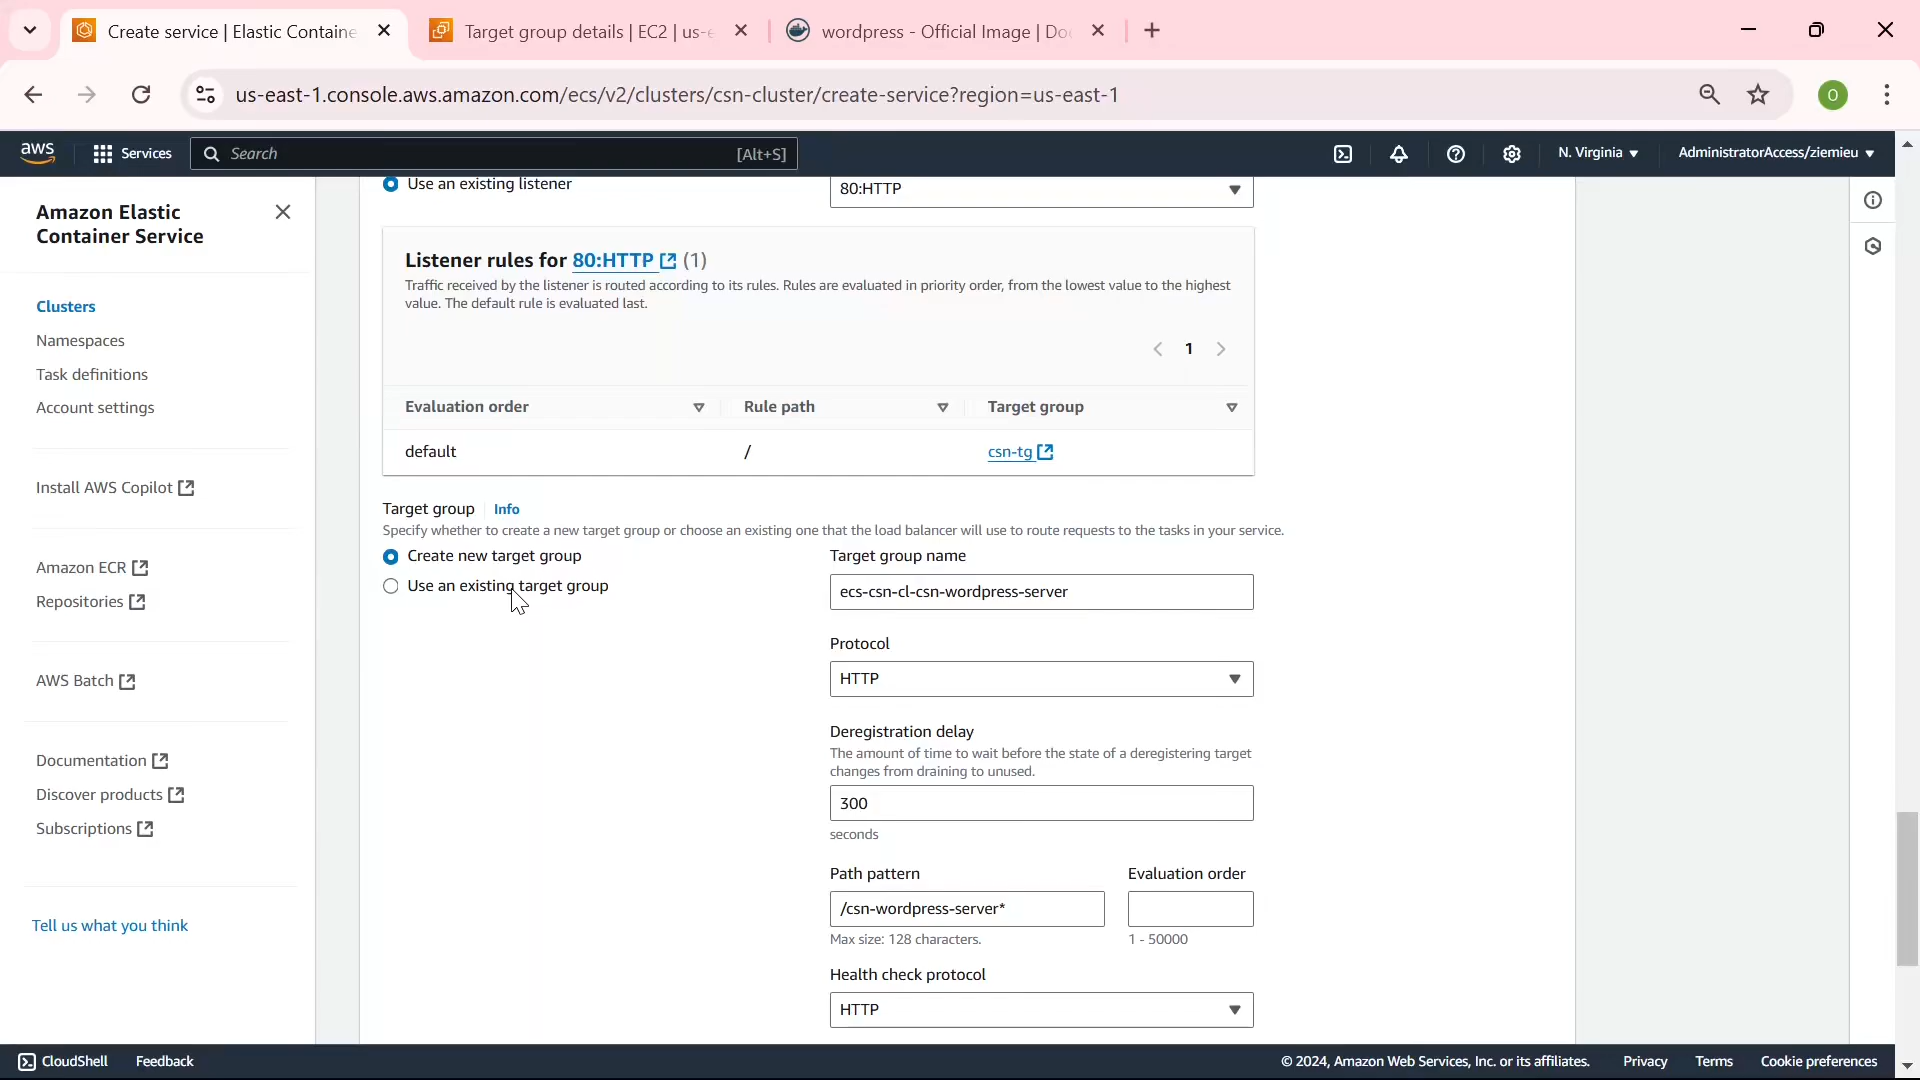 Create service | Elastic Containe
Target group details | EC2 | us-e
wordpress - Official Image | Do
us-east-1.console.aws.amazon.com/ecs/v2/clusters/csn-cluster/create-service?region=us-east-1
O
aws
Services
Search
[Alt+S]
N. Virginia
AdministratorAccess/ziemieu
Amazon Elastic
Container Service
Clusters
Namespaces
Task definitions
Account settings
Install AWS Copilot
Amazon ECR
Repositories
AWS Batch
Documentation
Discover products
Subscriptions
Tell us what you think
Use an existing listener
80:HTTP
Listener rules for 80:HTTP (1)
Traffic received by the listener is routed according to its rules. Rules are evaluated in priority order, from the lowest value to the highest
value. The default rule is evaluated last.
1
Evaluation order Rule path Target group
default / csn-tg
Target group Info
Specify whether to create a new target group or choose an existing one that the load balancer will use to route requests to the tasks in your service.
Create new target group
Use an existing target group
Target group name
ecs-csn-cl-csn-wordpress-server
Protocol
HTTP
Deregistration delay
The amount of time to wait before the state of a deregistering target
changes from draining to unused.
300
seconds
Path pattern Evaluation order
/csn-wordpress-server*
Max size: 128 characters. 1 - 50000
Health check protocol
HTTP
CloudShell Feedback © 2024, Amazon Web Services, Inc. or its affiliates. Privacy Terms Cookie preferences